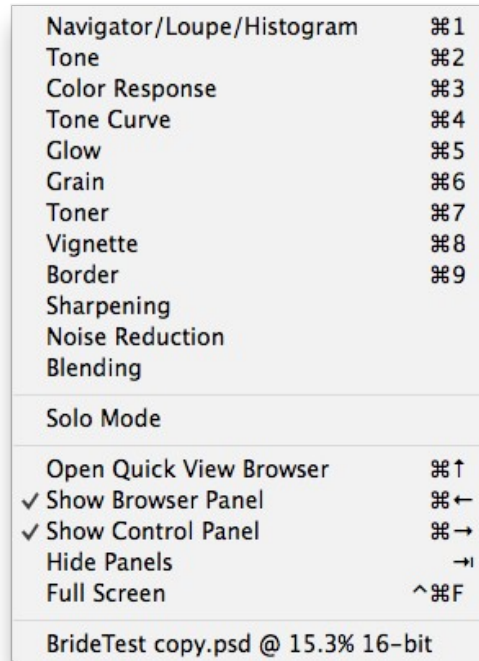 Navigator/Loupe/Histogram ⌘1
Tone ⌘2
Color Response ⌘3
Tone Curve ⌘4
Glow ⌘5
Grain ⌘6
Toner ⌘7
Vignette ⌘8
Border ⌘9
Sharpening
Noise Reduction
Blending
Solo Mode
Open Quick View Browser ⌘↑
✓ Show Browser Panel ⌘←
✓ Show Control Panel ⌘→
Hide Panels ⇥
Full Screen ^⌘F
BrideTest copy.psd @ 15.3% 16-bit